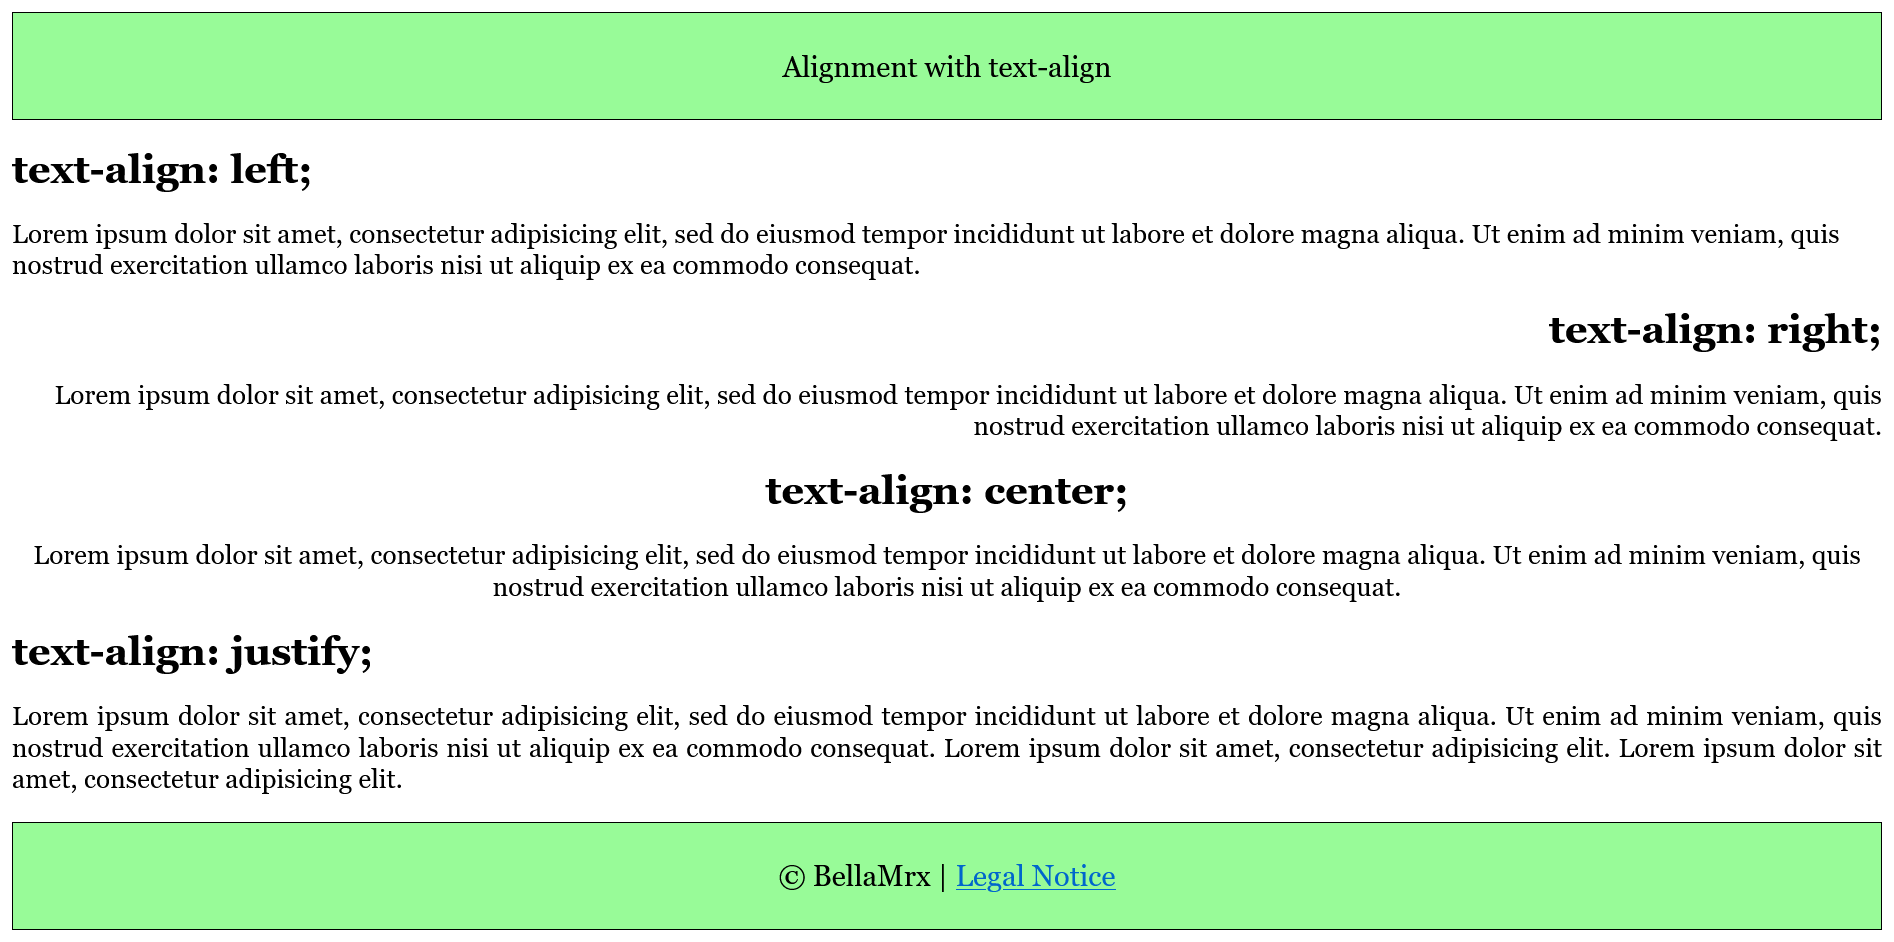 Alignment with text-align
text-align: left;
Lorem ipsum dolor sit amet, consectetur adipisicing elit, sed do eiusmod tempor incididunt ut labore et dolore magna aliqua. Ut enim ad minim veniam, quis
nostrud exercitation ullamco laboris nisi ut aliquip ex ea commodo consequat.
text-align: right;
Lorem ipsum dolor sit amet, consectetur adipisicing elit, sed do eiusmod tempor incididunt ut labore et dolore magna aliqua. Ut enim ad minim veniam, quis
nostrud exercitation ullamco laboris nisi ut aliquip ex ea commodo consequat.
text-align: center;
Lorem ipsum dolor sit amet, consectetur adipisicing elit, sed do eiusmod tempor incididunt ut labore et dolore magna aliqua. Ut enim ad minim veniam, quis
nostrud exercitation ullamco laboris nisi ut aliquip ex ea commodo consequat.
text-align: justify;
Lorem ipsum dolor sit amet, consectetur adipisicing elit, sed do eiusmod tempor incididunt ut labore et dolore magna aliqua. Ut enim ad minim veniam, quis
nostrud exercitation ullamco laboris nisi ut aliquip ex ea commodo consequat. Lorem ipsum dolor sit amet, consectetur adipisicing elit. Lorem ipsum dolor sit
amet, consectetur adipisicing elit.
© BellaMrx | Legal Notice